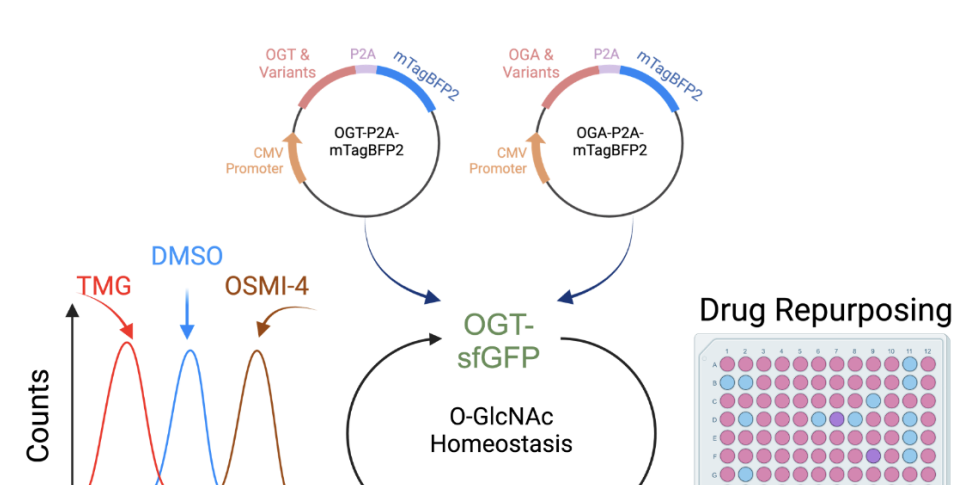 OGT &
Variants
P2A
mTagBFP2
OGT-P2A-
mTagBFP2
CMV
Promoter
OGA &
Variants
P2A
mTagBFP2
OGA-P2A-
mTagBFP2
CMV
Promoter
TMG
DMSO
OSMI-4
Counts
OGT-
sfGFP
O-GlcNAc
Homeostasis
Drug Repurposing
1 2 3 4 5 6 7 8 9 10 11 12
A
B
C
D
E
F
G